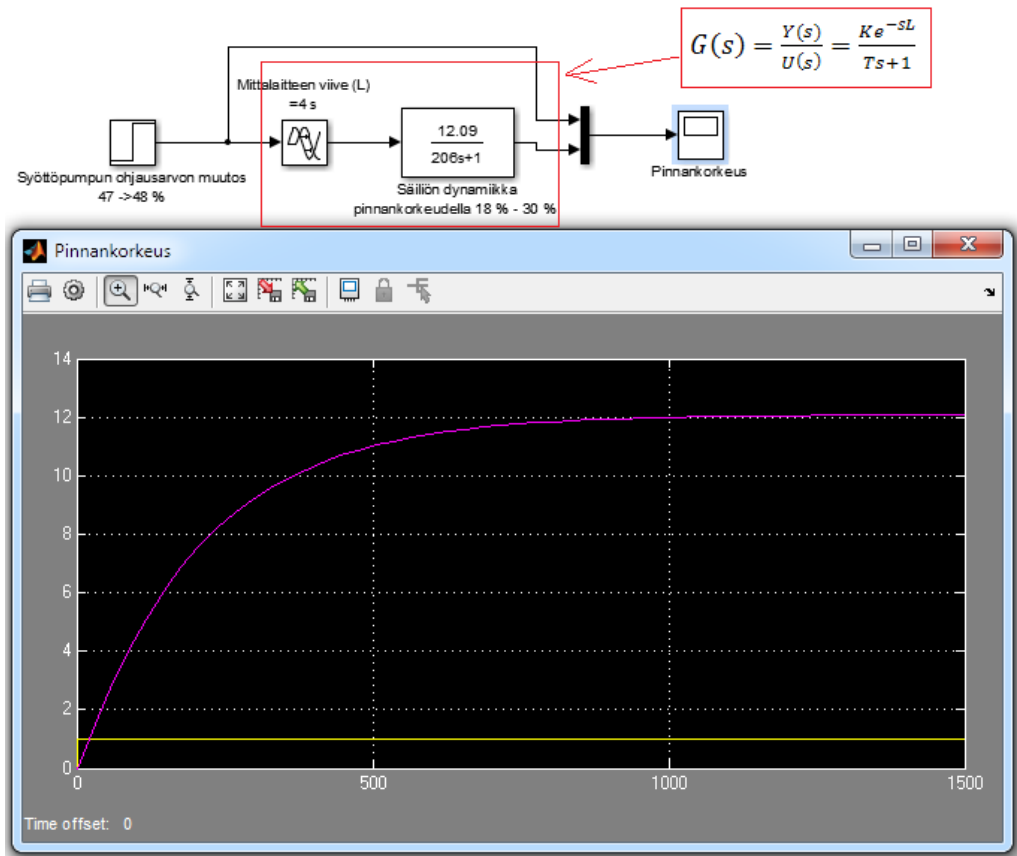 G(s) = Y(s)/U(s) = Ke^{-sL}/Ts+1
Mittalaitteen viive (L)
=4 s
12.09
206s+1
Syöttöpumpun ohjausarvon muutos
47 ->48 %
Säiliön dynamiikka
pinnankorkeudella 18 % - 30 %
Pinnankorkeus
Pinnankorkeus
14
12
10
8
6
4
2
0
0 500 1000 1500
Time offset: 0